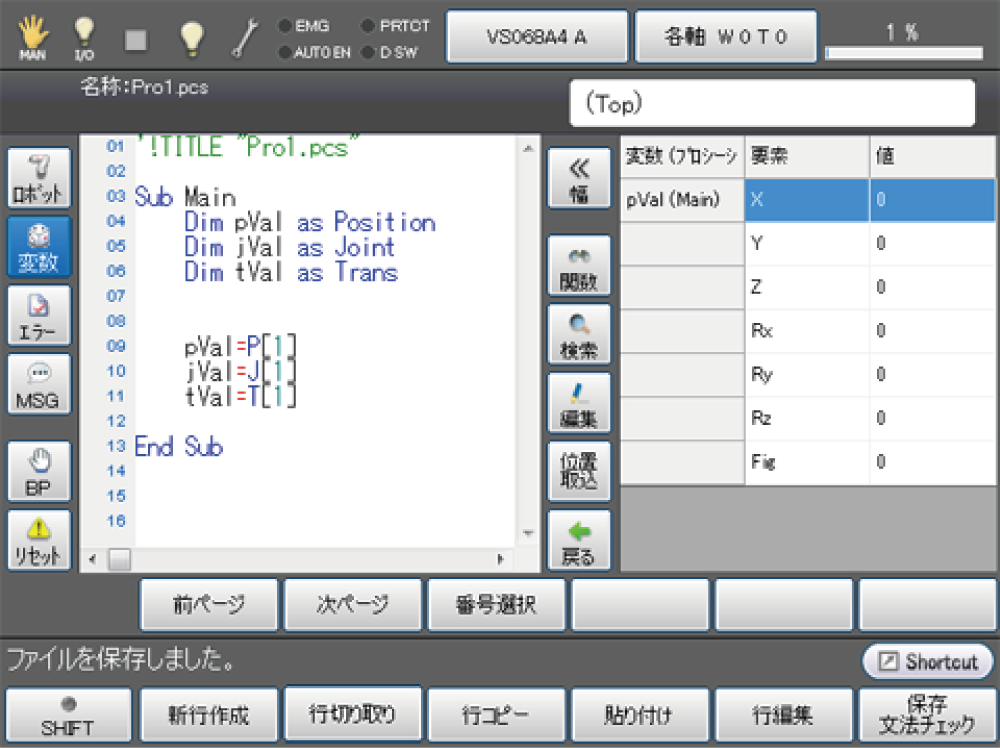 MAN
I/O
EMG
PRTCT
AUTO EN
D SW
VS068A4 A
各軸 W0T0
1 %
名称:Pro1.pcs
(Top)
ロボット
変数
エラー
MSG
BP
リセット
01 '!TITLE "Pro1.pcs"
02
03 Sub Main
04 Dim pVal as Position
05 Dim jVal as Joint
06 Dim tVal as Trans
07
08
09 pVal=P[1]
10 jVal=J[1]
11 tVal=T[1]
12
13 End Sub
14
15
16
幅
関数
検索
編集
位置
取込
戻る
変数 (プロシージ 要素 値
pVal (Main) X 0
Y 0
Z 0
Rx 0
Ry 0
Rz 0
Fig 0
前ページ
次ページ
番号選択
ファイルを保存しました。
Shortcut
SHIFT
新行作成
行切り取り
行コピー
貼り付け
行編集
保存
文法チェック